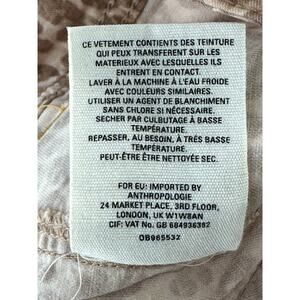 CE VETEMENT CONTIENTS DES TEINTURE
QUI PEUX TRANSFERENT SUR LES
MATERIEUX AVEC LESQUELLES ILS
ENTRENT EN CONTACT.
LAVER À LA MACHINE À L'EAU FROIDE
AVEC COULEURS SIMILAIRES.
UTILISER UN AGENT DE BLANCHIMENT
SANS CHLORE SI NÉCESSAIRE.
SECHER PAR CULBUTAGE À BASSE
TEMPÉRATURE.
REPASSER, AU BESOIN, À TRÉS BASSE
TEMPÉRATURE.
PEUT-ÊTRE ÊTRE NETTOYÉE SEC.
FOR EU: IMPORTED BY
ANTHROPOLOGIE
24 MARKET PLACE, 3RD FLOOR,
LONDON, UK W1W8AN
CIF: VAT No. GB 684936382
OB965532